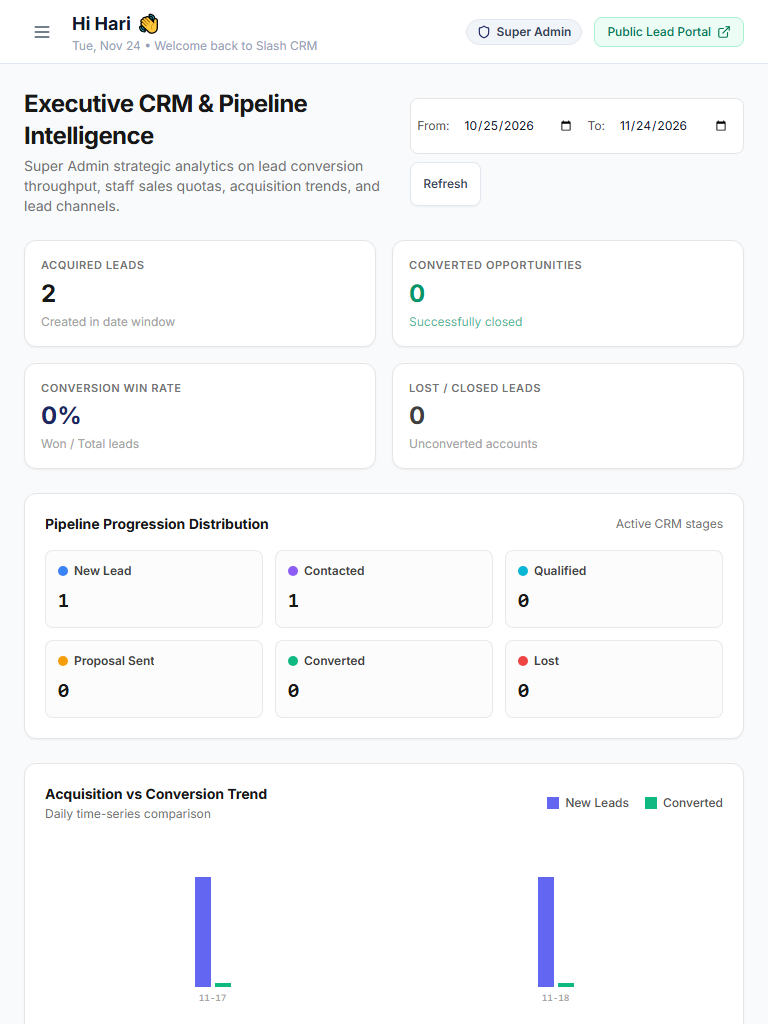 Hi Hari 👋
Tue, Nov 24 • Welcome back to Slash CRM
Super Admin
Public Lead Portal
Executive CRM & Pipeline
Intelligence
Super Admin strategic analytics on lead conversion
throughput, staff sales quotas, acquisition trends, and
lead channels.
From: 10/25/2026 To: 11/24/2026
Refresh
ACQUIRED LEADS
2
Created in date window
CONVERTED OPPORTUNITIES
0
Successfully closed
CONVERSION WIN RATE
0%
Won / Total leads
LOST / CLOSED LEADS
0
Unconverted accounts
Pipeline Progression Distribution
Active CRM stages
New Lead
1
Contacted
1
Qualified
0
Proposal Sent
0
Converted
0
Lost
0
Acquisition vs Conversion Trend
Daily time-series comparison
New Leads
Converted
11-17
11-18